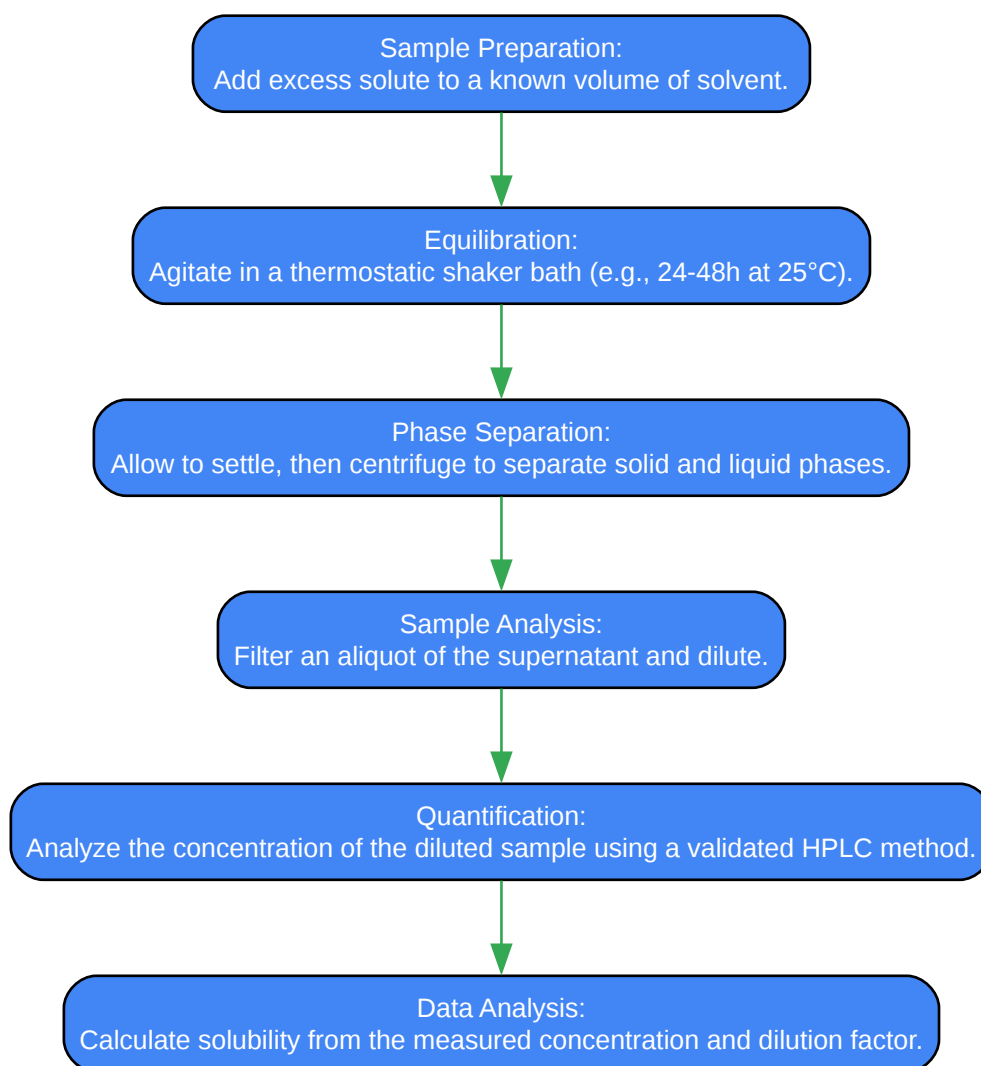 Sample Preparation:
Add excess solute to a known volume of solvent.
Equilibration:
Agitate in a thermostatic shaker bath (e.g., 24-48h at 25°C).
Phase Separation:
Allow to settle, then centrifuge to separate solid and liquid phases.
Sample Analysis:
Filter an aliquot of the supernatant and dilute.
Quantification:
Analyze the concentration of the diluted sample using a validated HPLC method.
Data Analysis:
Calculate solubility from the measured concentration and dilution factor.